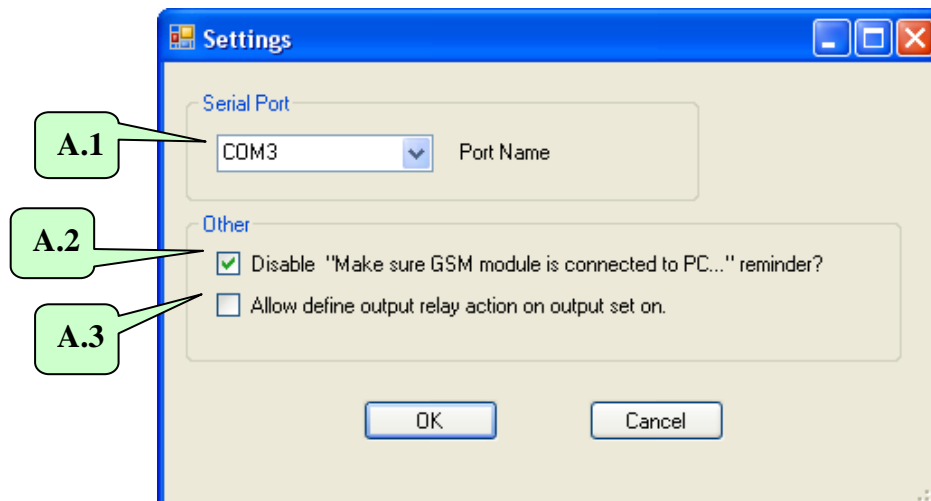 Settings
Serial Port
A.1
COM3
Port Name
Other
A.2
Disable "Make sure GSM module is connected to PC..." reminder?
A.3
Allow define output relay action on output set on.
OK
Cancel